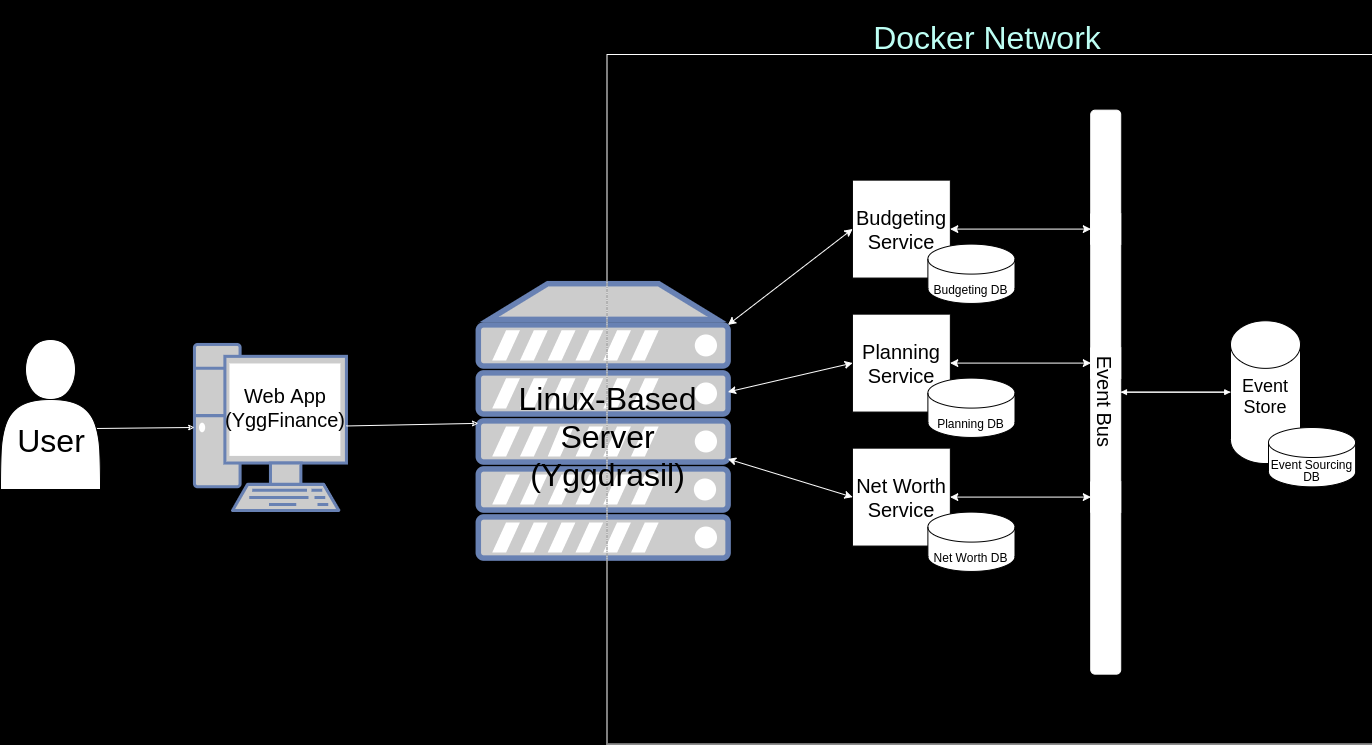 Docker Network
User
Web App
(YggFinance)
Linux-Based
Server
(Yggdrasil)
Budgeting
Service
Budgeting DB
Planning
Service
Planning DB
Net Worth
Service
Net Worth DB
Event Bus
Event
Store
Event Sourcing
DB